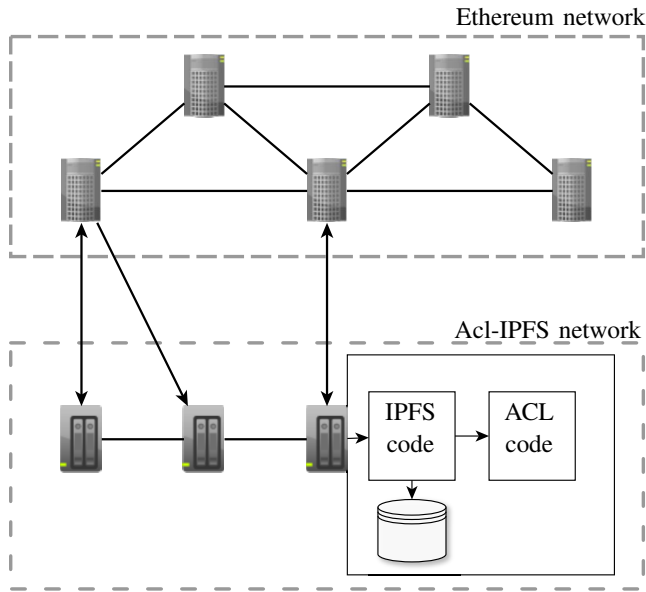 Ethereum network
Acl-IPFS network
IPFS
code
ACL
code